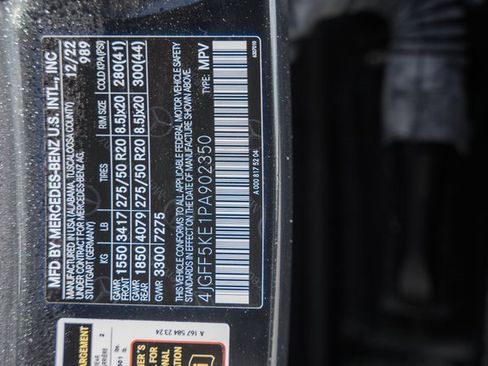 MFD BY MERCEDES-BENZ U.S. INTL., INC
MANUFACTURED IN USA (ALABAMA, TUSCALOOSA COUNTY) 12/22
UNDER CONTRACT BY MERCEDES-BENZ AG,
STUTTGART (GERMANY) 989
KG LB TIRES RIM SIZE COLD KPA(PSI)
GAWR FRONT 1550 3417 275/50 R20 8.5Jx20 280(41)
GAWR REAR 1850 4079 275/50 R20 8.5Jx20 300(44)
GVWR 3300 7275
THIS VEHICLE CONFORMS TO ALL APPLICABLE FEDERAL MOTOR VEHICLE SAFETY
STANDARDS IN EFFECT ON THE DATE OF MANUFACTURE SHOWN ABOVE.
4JGFF5KE1PA902350 TYPE: MPV
A 000 817 52 04
A 167 584 23 24